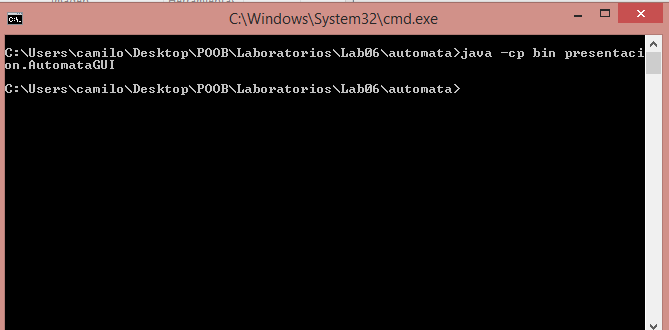 C:\Windows\System32\cmd.exe
C:\Users\camilo\Desktop\POOB\Laboratorios\Lab06\automata>java -cp bin presentaci
on.AutomataGUI
C:\Users\camilo\Desktop\POOB\Laboratorios\Lab06\automata>